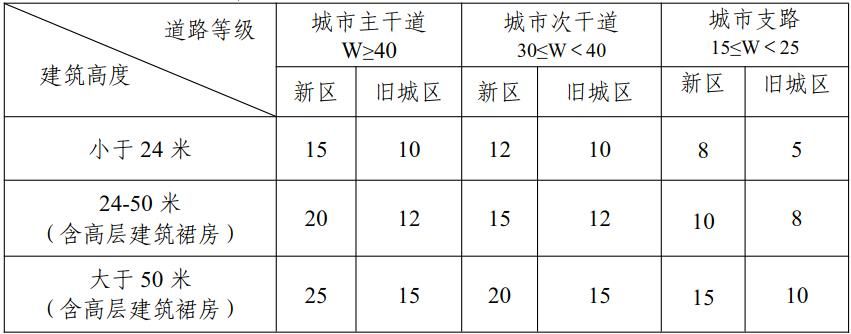 道路等级
建筑高度
城市主干道
W≥40
城市次干道
30≤W＜40
城市支路
15≤W＜25
新区 旧城区 新区 旧城区 新区 旧城区
小于 24 米 15 10 12 10 8 5
24-50 米
（含高层建筑裙房） 20 12 15 12 10 8
大于 50 米
（含高层建筑裙房） 25 15 20 15 15 10